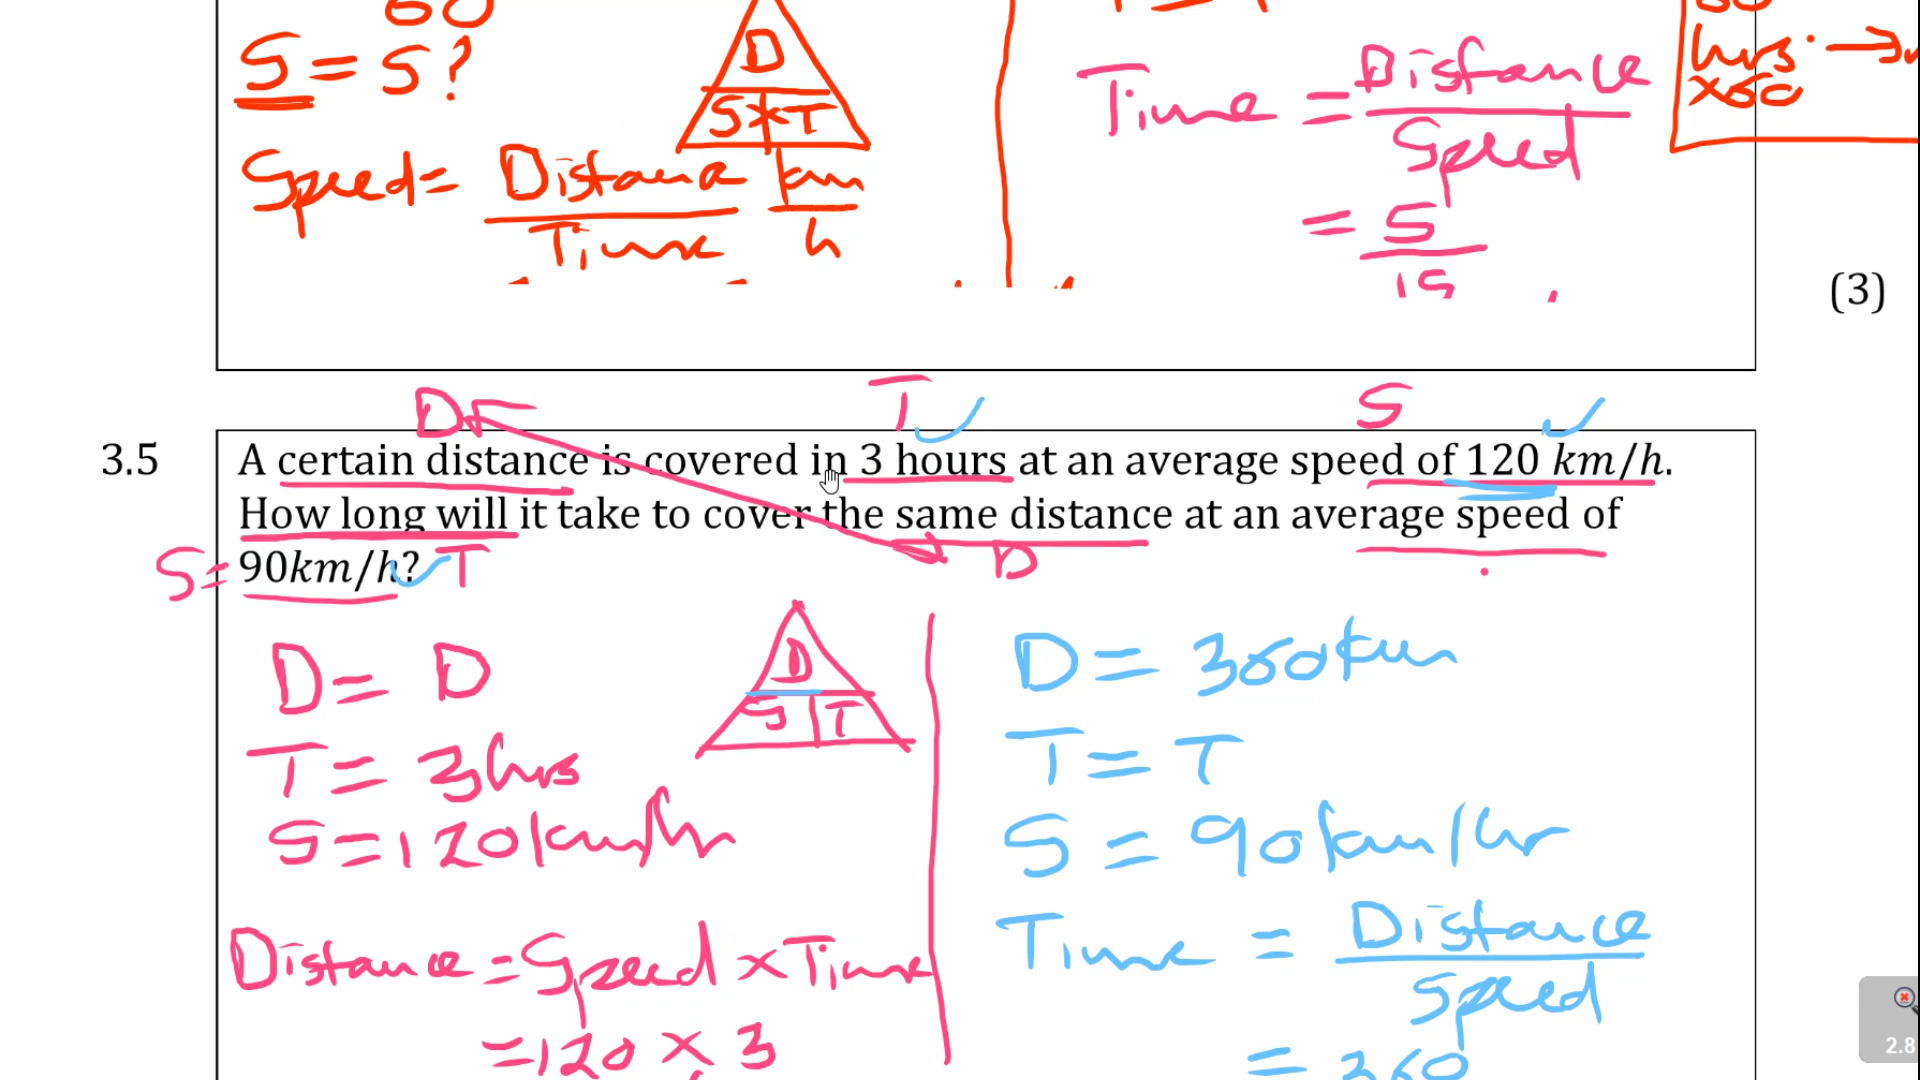 60
S = 5?
D
S * T
Speed = Distance km
Time h
Time = Distance
Speed
= 5
15
hrs. →
x60
(3)
D T S
3.5 A certain distance is covered in 3 hours at an average speed of 120 km/h.
How long will it take to cover the same distance at an average speed of
S = 90km/h? T D
D = D
T = 3hrs
S = 120km/hr
D
S T
Distance = Speed x Time
= 120 x 3
D = 360km
T = T
S = 90km/hr
Time = Distance
Speed
= 360
2.8